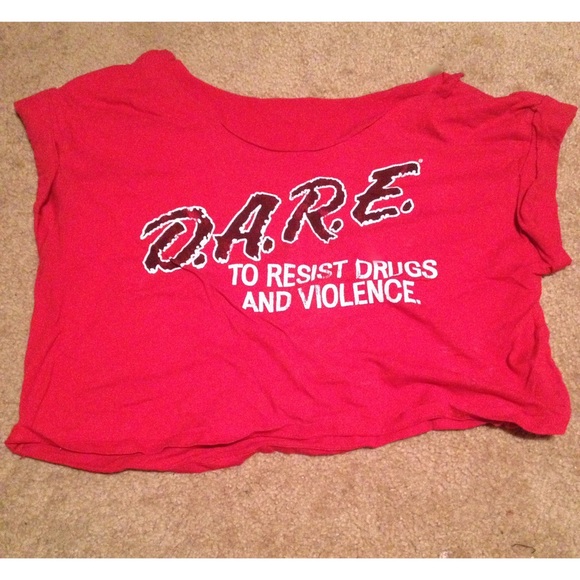 D.A.R.E.®
TO RESIST DRUGS
AND VIOLENCE.